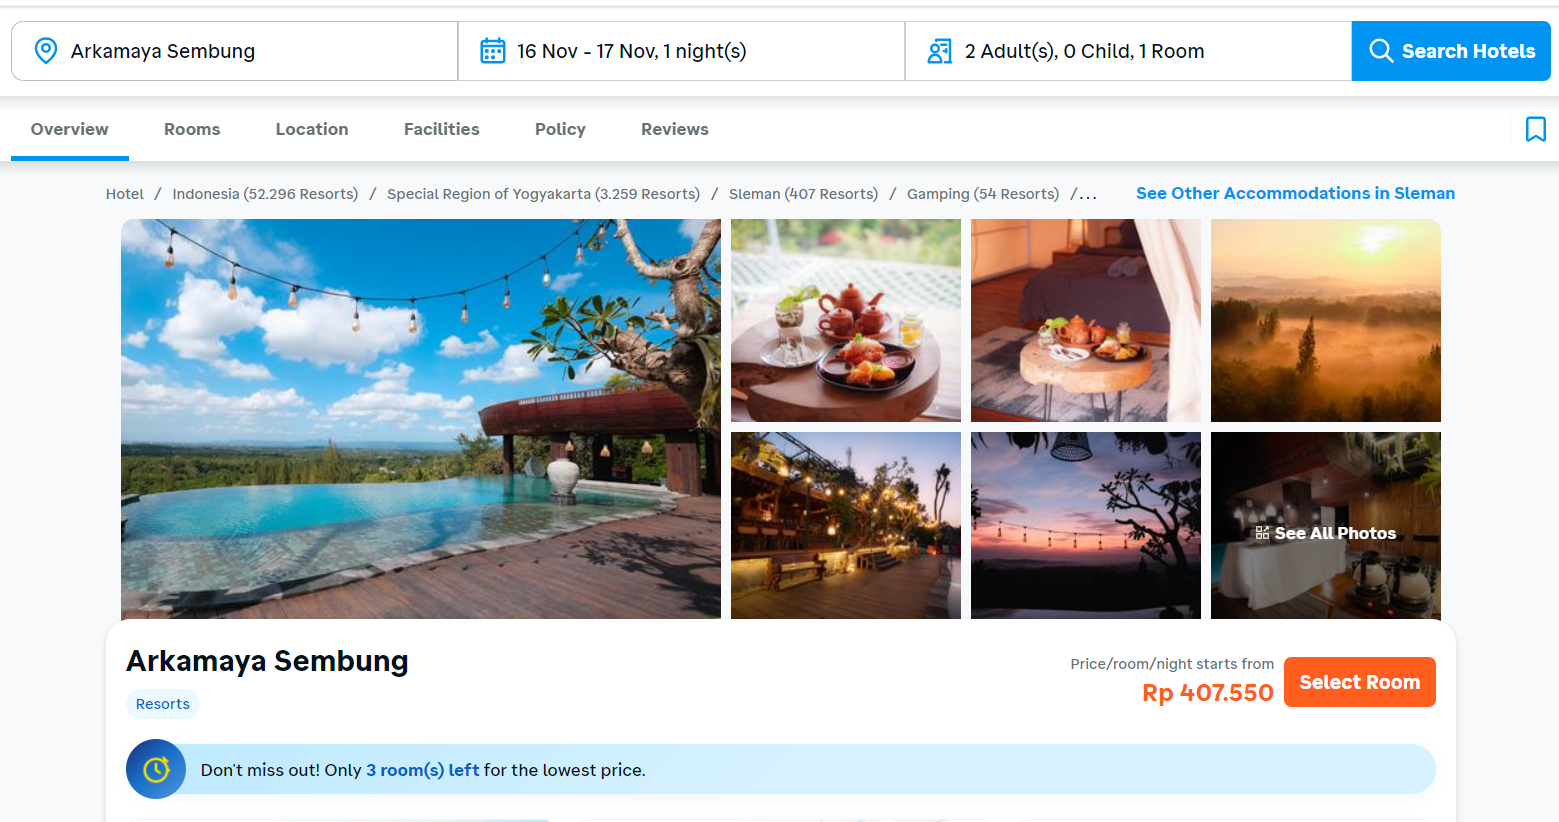 Arkamaya Sembung
16 Nov - 17 Nov, 1 night(s)
2 Adult(s), 0 Child, 1 Room
Search Hotels
Overview
Rooms
Location
Facilities
Policy
Reviews
Hotel / Indonesia (52.296 Resorts) / Special Region of Yogyakarta (3.259 Resorts) / Sleman (407 Resorts) / Gamping (54 Resorts) /...
See Other Accommodations in Sleman
See All Photos
Arkamaya Sembung
Resorts
Price/room/night starts from
Rp 407.550
Select Room
Don't miss out! Only 3 room(s) left for the lowest price.